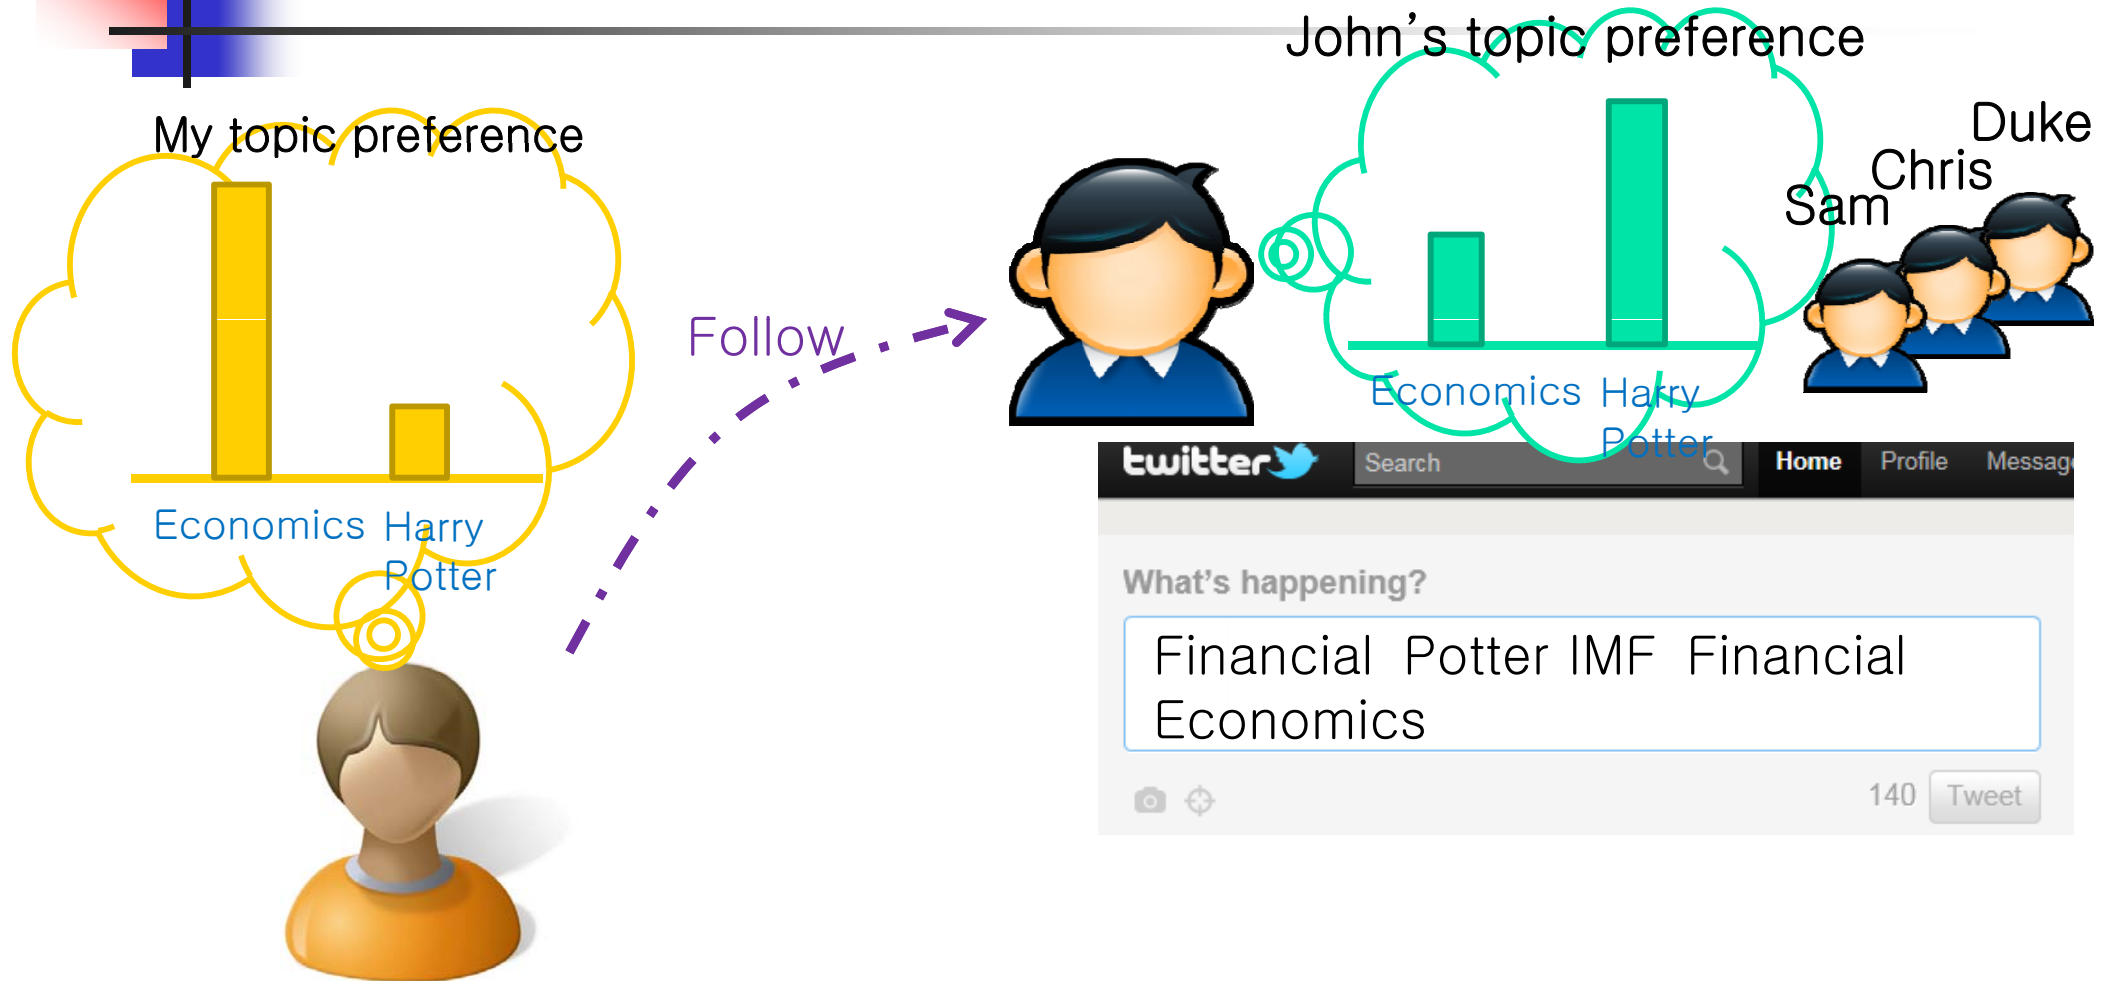 John's topic preference
My topic preference
Duke
Chris
Sam
Follow
Economics Harry
Potter
Economics Harry
Potter
twitter Search Home Profile Messag
What's happening?
Financial Potter IMF Financial
Economics
140 Tweet